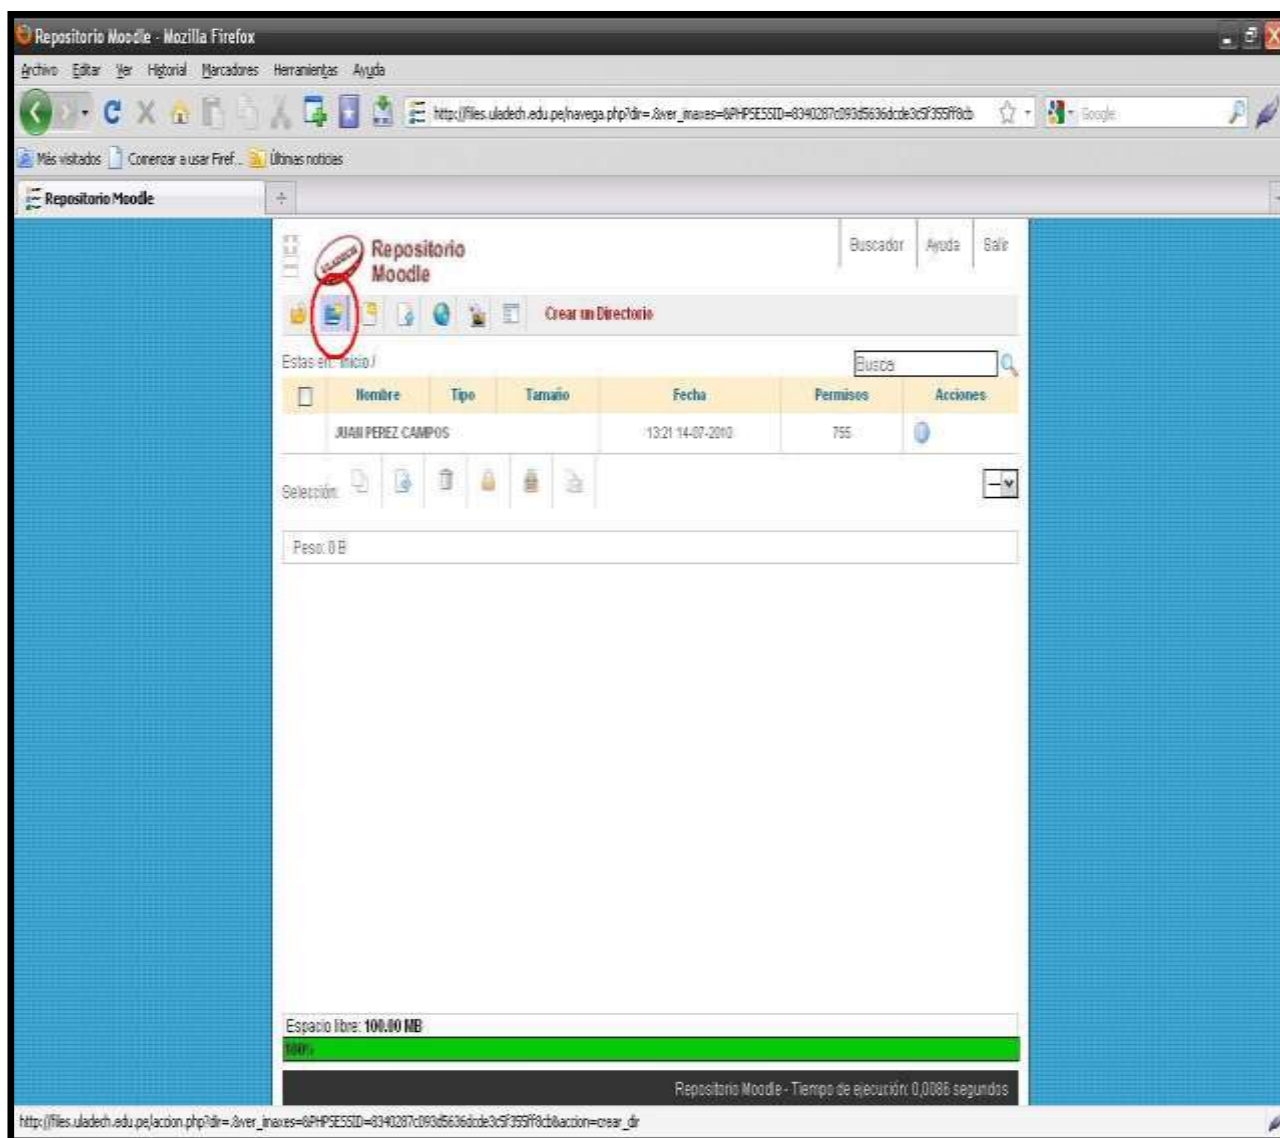 Repositorio Moodle - Mozilla Firefox
Archivo Editar Ver Historial Marcadores Herramientas Ayuda
Google
Más visitados Comenzar a usar Firef... Últimas noticias
Repositorio Moodle
Repositorio
Moodle
Buscador Ayuda Salir
ULADECH
Crear un Directorio
Estas en: Inicio /
Busca
Nombre Tipo Tamaño Fecha Permisos Acciones
JUAN PEREZ CAMPOS 13:21 14-07-2010 755
Selección:
Peso: 0 B
Espacio libre: 100.00 MB
100%
Repositorio Moodle - Tiempo de ejecución: 0,0086 segundos